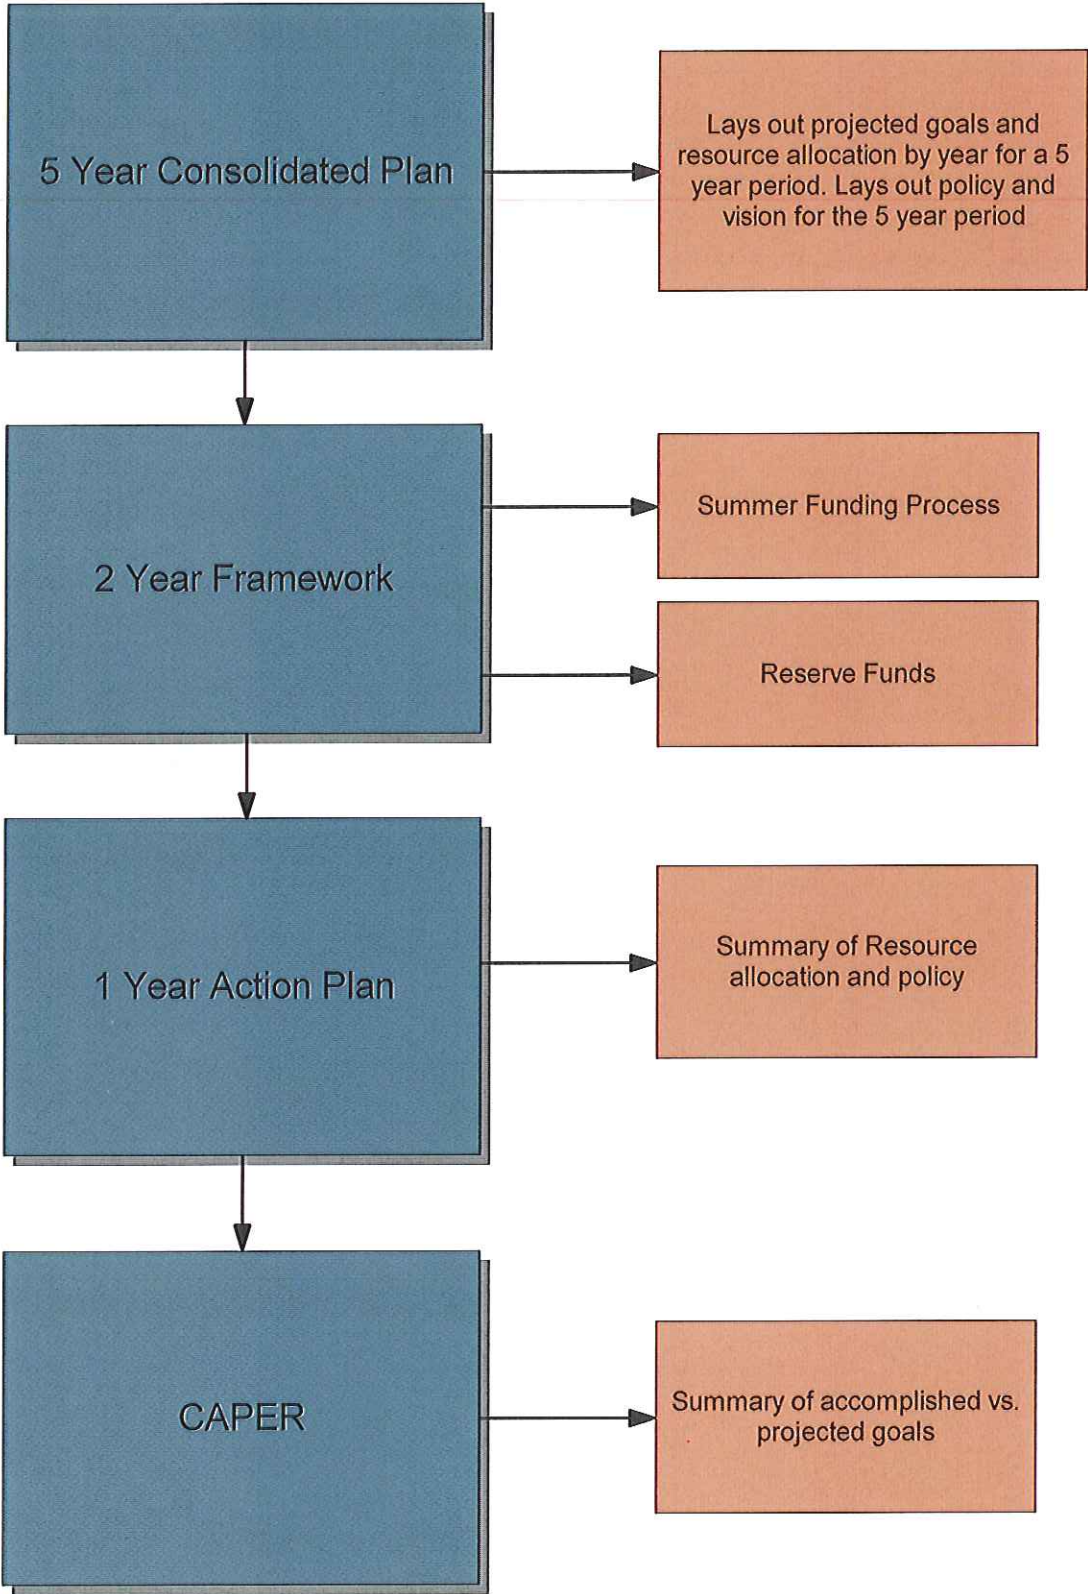 5 Year Consolidated Plan
Lays out projected goals and
resource allocation by year for a 5
year period. Lays out policy and
vision for the 5 year period
2 Year Framework
Summer Funding Process
Reserve Funds
1 Year Action Plan
Summary of Resource
allocation and policy
CAPER
Summary of accomplished vs.
projected goals